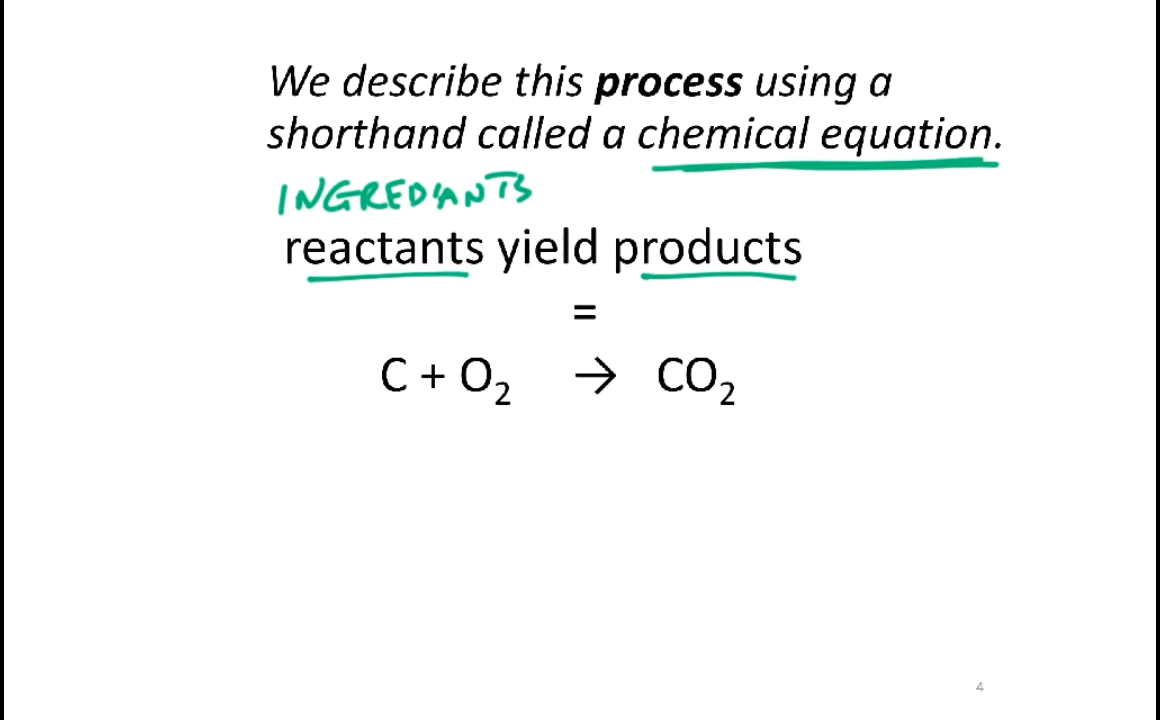 We describe this process using a
shorthand called a chemical equation.
INGREDIANTS
reactants yield products
=
C + O₂ → CO₂
4